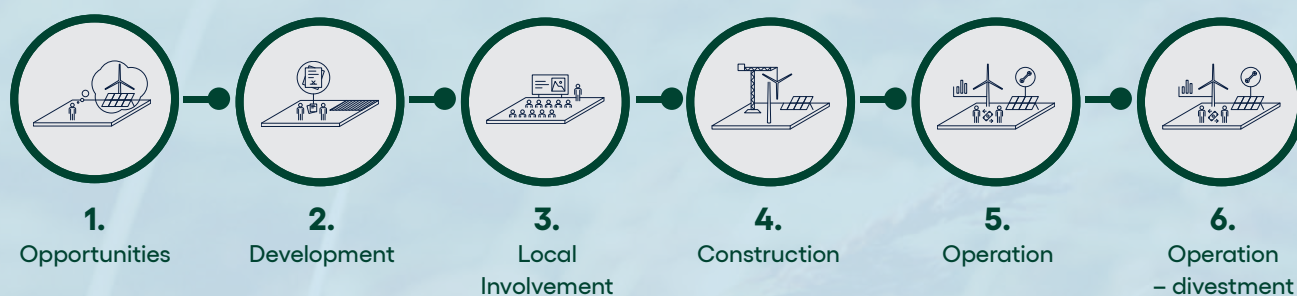 1.
Opportunities
2.
Development
3.
Local
Involvement
4.
Construction
5.
Operation
6.
Operation
– divestment